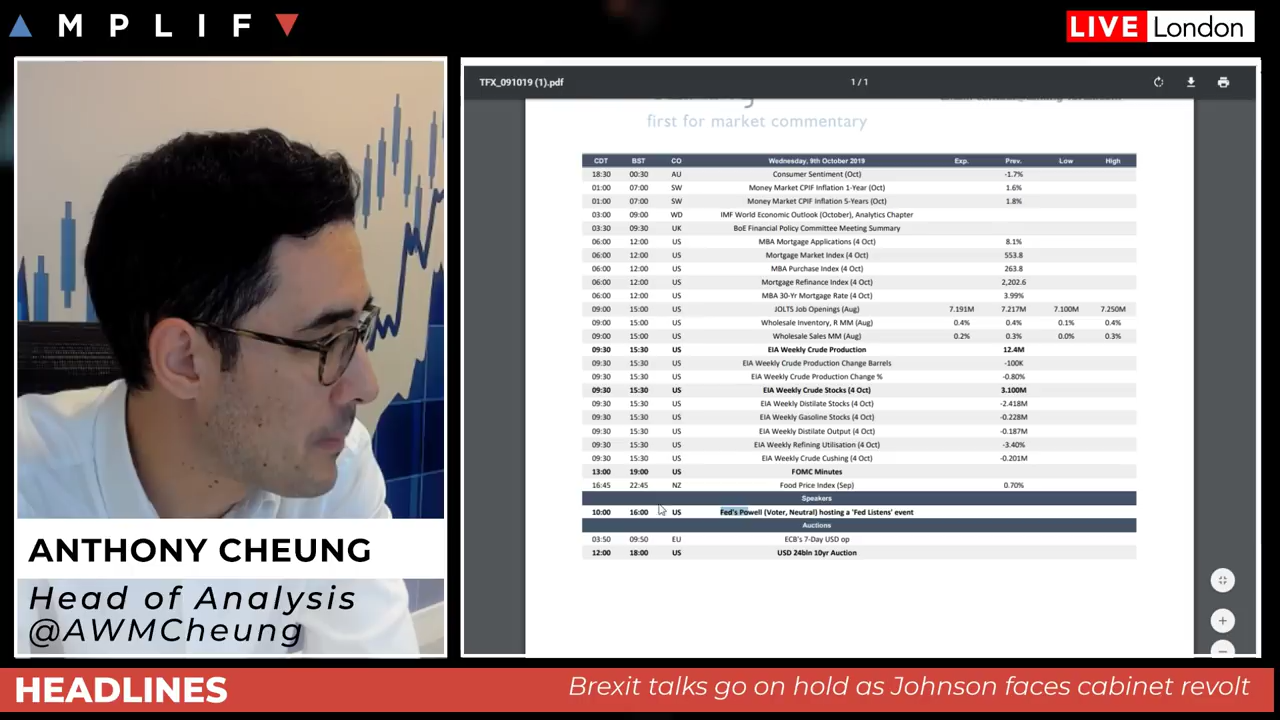 AMPLIFY
LIVE London
TFX_091019 (1).pdf
1 / 1
first for market commentary
CDT BST CO Wednesday, 9th October 2019 Exp. Prev. Low High
18:30 00:30 AU Consumer Sentiment (Oct) -1.7%
01:00 07:00 SW Money Market CPIF Inflation 1-Year (Oct) 1.6%
01:00 07:00 SW Money Market CPIF Inflation 5-Years (Oct) 1.8%
03:00 09:00 WD IMF World Economic Outlook (October), Analytics Chapter
03:30 09:30 UK BoE Financial Policy Committee Meeting Summary
06:00 12:00 US MBA Mortgage Applications (4 Oct) 8.1%
06:00 12:00 US Mortgage Market Index (4 Oct) 553.8
06:00 12:00 US MBA Purchase Index (4 Oct) 263.8
06:00 12:00 US Mortgage Refinance Index (4 Oct) 2,202.6
06:00 12:00 US MBA 30-Yr Mortgage Rate (4 Oct) 3.99%
09:00 15:00 US JOLTS Job Openings (Aug) 7.191M 7.217M 7.100M 7.250M
09:00 15:00 US Wholesale Inventory, R MM (Aug) 0.4% 0.4% 0.1% 0.4%
09:00 15:00 US Wholesale Sales MM (Aug) 0.2% 0.3% 0.0% 0.3%
09:30 15:30 US EIA Weekly Crude Production 12.4M
09:30 15:30 US EIA Weekly Crude Production Change Barrels -100K
09:30 15:30 US EIA Weekly Crude Production Change % -0.80%
09:30 15:30 US EIA Weekly Crude Stocks (4 Oct) 3.100M
09:30 15:30 US EIA Weekly Distilate Stocks (4 Oct) -2.418M
09:30 15:30 US EIA Weekly Gasoline Stocks (4 Oct) -0.228M
09:30 15:30 US EIA Weekly Distilate Output (4 Oct) -0.187M
09:30 15:30 US EIA Weekly Refining Utilisation (4 Oct) -3.40%
09:30 15:30 US EIA Weekly Crude Cushing (4 Oct) -0.201M
13:00 19:00 US FOMC Minutes
16:45 22:45 NZ Food Price Index (Sep) 0.70%
Speakers
10:00 16:00 US Fed's Powell (Voter, Neutral) hosting a 'Fed Listens' event
Auctions
03:50 09:50 EU ECB's 7-Day USD op
12:00 18:00 US USD 24bln 10yr Auction
ANTHONY CHEUNG
Head of Analysis
@AWMCheung
HEADLINES
Brexit talks go on hold as Johnson faces cabinet revolt